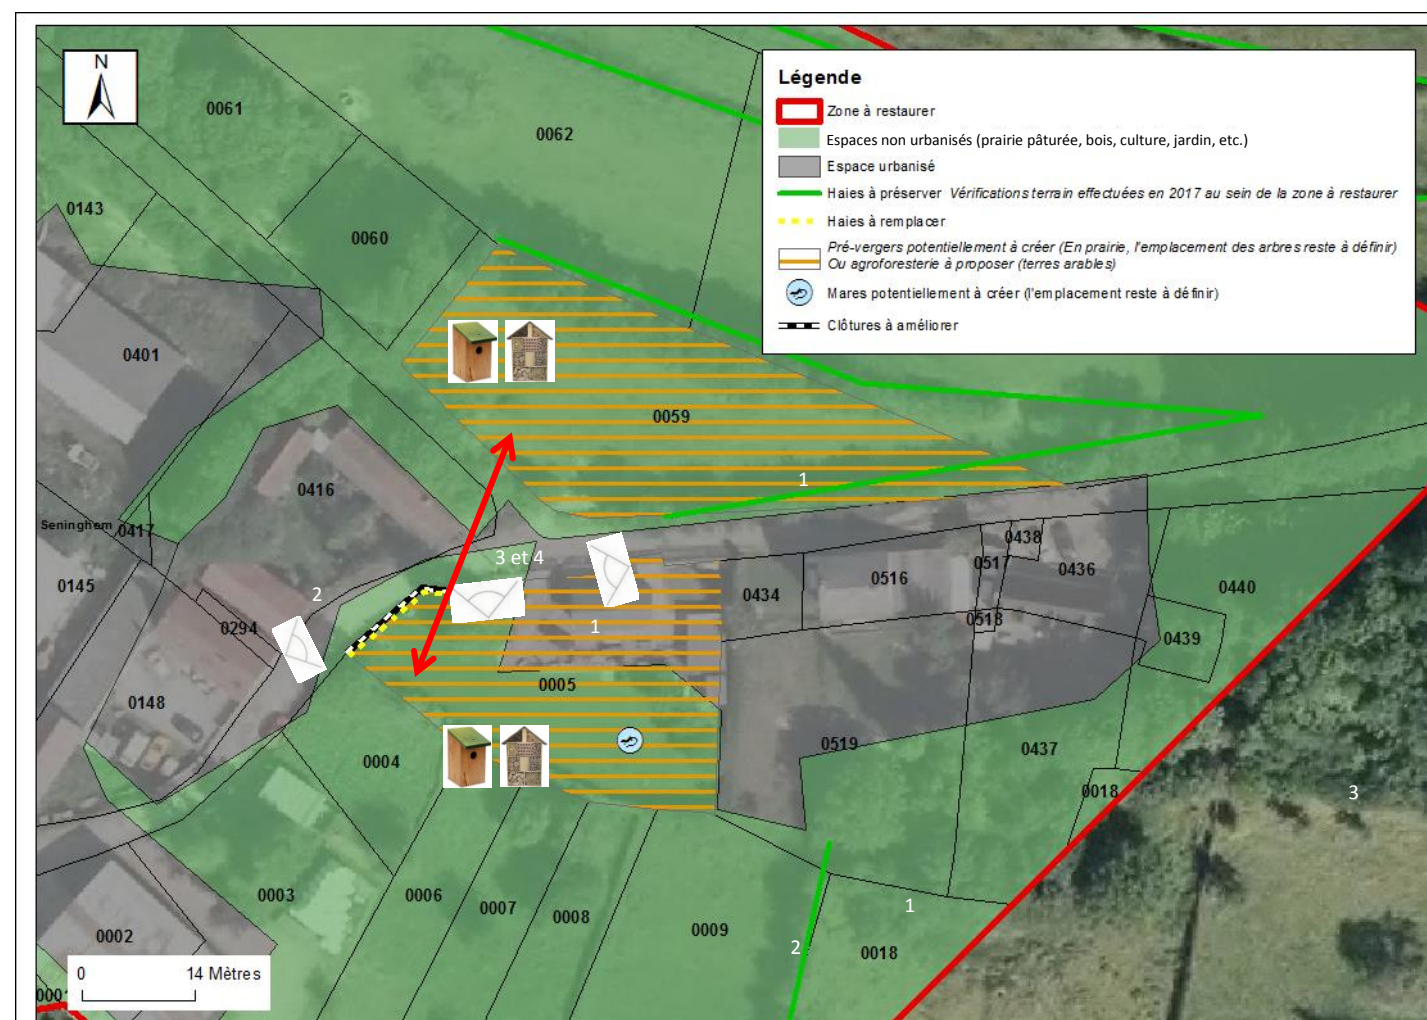 N
Légende
Zone à restaurer
Espaces non urbanisés (prairie pâturée, bois, culture, jardin, etc.)
Espace urbanisé
Haies à préserver Vérifications terrain effectuées en 2017 au sein de la zone à restaurer
Haies à remplacer
Pré-vergers potentiellement à créer (En prairie, l'emplacement des arbres reste à définir)
Ou agroforesterie à proposer (terres arables)
Mares potentiellement à créer (l'emplacement reste à définir)
Clôtures à améliorer
0061
0062
0143
0060
0401
0059
1
0416
Seninghem
0417
3 et 4
0438
0517
0145
0434
0516
0436
0440
2
0294
1
0518
0439
0148
0005
0004
0519
0437
0018
3
0003
0006
0007
0008
0009
1
0002
2
0018
0
14 Mètres
000